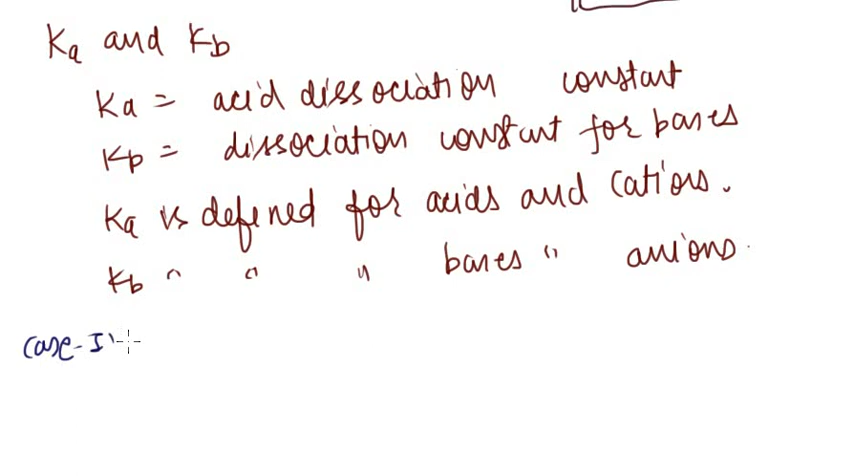 Ka and Kb
Ka = acid dissociation constant
Kb = dissociation constant for bases
Ka is defined for acids and cations.
Kb " " " bases " anions.
Case-I: